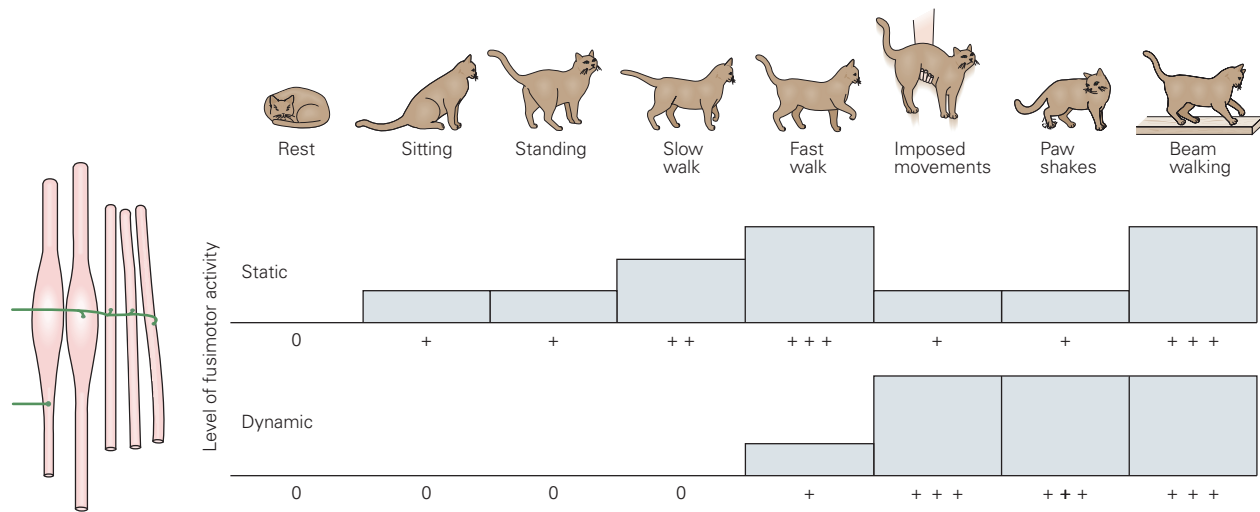 Rest
Sitting
Standing
Slow
walk
Fast
walk
Imposed
movements
Paw
shakes
Beam
walking
Level of fusimotor activity
Static
0 + + + + + + + + + + + +
Dynamic
0 0 0 0 + + + + + + + + + +